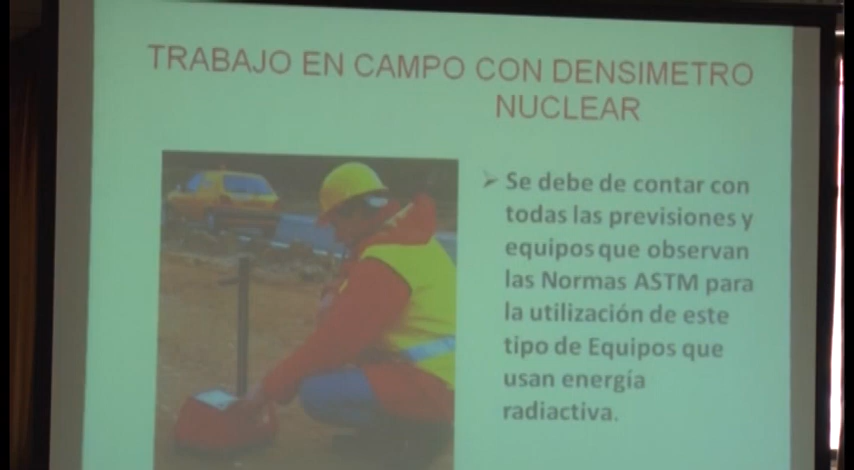 TRABAJO EN CAMPO CON DENSIMETRO
NUCLEAR
➢ Se debe de contar con
todas las previsiones y
equipos que observan
las Normas ASTM para
la utilización de este
tipo de Equipos que
usan energía
radiactiva.